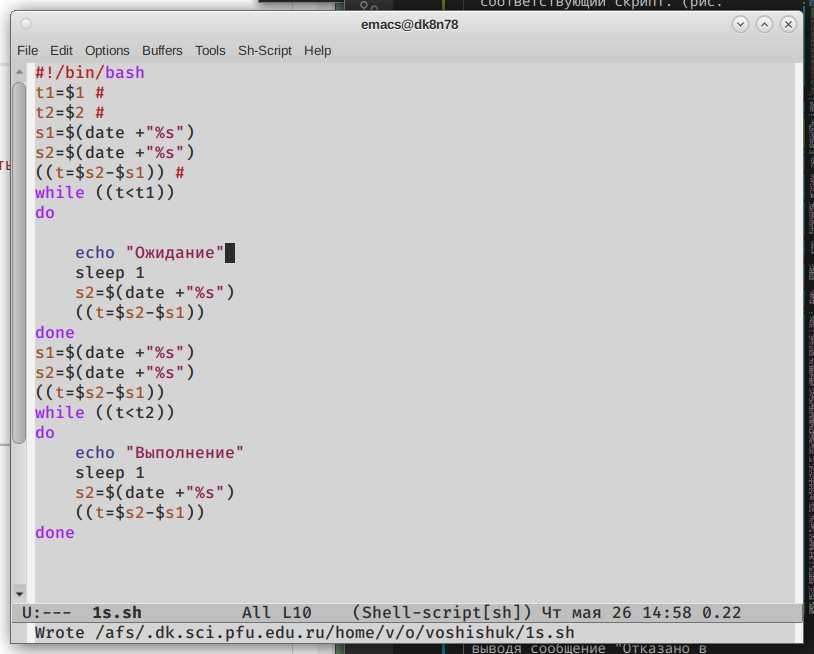 соответствующий скрипт. (рис.
emacs@dk8n78
File Edit Options Buffers Tools Sh-Script Help
#!/bin/bash
t1=$1 #
t2=$2 #
s1=$(date +"%s")
s2=$(date +"%s")
((t=$s2-$s1)) #
while ((t<t1))
do
echo "Ожидание"
sleep 1
s2=$(date +"%s")
((t=$s2-$s1))
done
s1=$(date +"%s")
s2=$(date +"%s")
((t=$s2-$s1))
while ((t<t2))
do
echo "Выполнение"
sleep 1
s2=$(date +"%s")
((t=$s2-$s1))
done
U:--- 1s.sh All L10 (Shell-script[sh]) Чт мая 26 14:58 0.22
Wrote /afs/.dk.sci.pfu.edu.ru/home/v/o/voshishuk/1s.sh
выводя сообщение "Отказано в